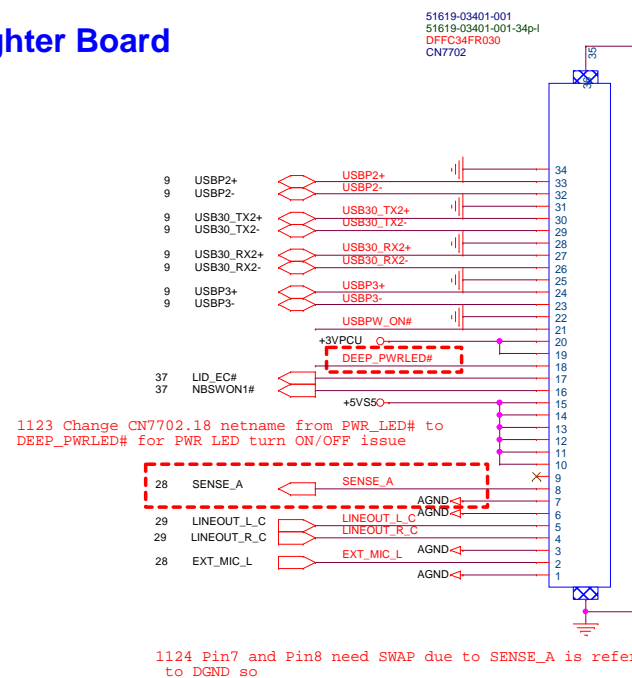 51619-03401-001
51619-03401-001-34p-l
DFFC34FR030
CN7702
ghter Board
35
36
34
9 USBP2+ USBP2+ 33
9 USBP2- USBP2- 32
31
9 USB30_TX2+ USB30_TX2+ 30
9 USB30_TX2- USB30_TX2- 29
28
9 USB30_RX2+ USB30_RX2+ 27
9 USB30_RX2- USB30_RX2- 26
25
9 USBP3+ USBP3+ 24
9 USBP3- USBP3- 23
22
USBPW_ON# 21
+3VPCU 20
19
DEEP_PWRLED# 18
37 LID_EC# 17
37 NBSWON1# 16
+5VS5 15
14
13
12
11
10
1123 Change CN7702.18 netname from PWR_LED# to
DEEP_PWRLED# for PWR LED turn ON/OFF issue
9
28 SENSE_A SENSE_A 8
AGND 7
AGND 6
29 LINEOUT_L_C LINEOUT_L_C 5
29 LINEOUT_R_C LINEOUT_R_C 4
AGND 3
28 EXT_MIC_L EXT_MIC_L 2
AGND 1
1124 Pin7 and Pin8 need SWAP due to SENSE_A is refer
to DGND so